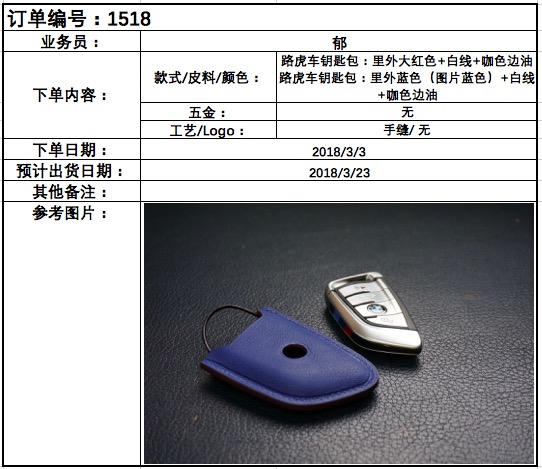 订单编号：1518
业务员：
郁
下单内容：
款式/皮料/颜色：
路虎车钥匙包：里外大红色+白线+咖色边油
路虎车钥匙包：里外蓝色（图片蓝色）+白线
+咖色边油
五金：
无
工艺/Logo：
手缝/ 无
下单日期：
2018/3/3
预计出货日期：
2018/3/23
其他备注：
参考图片：